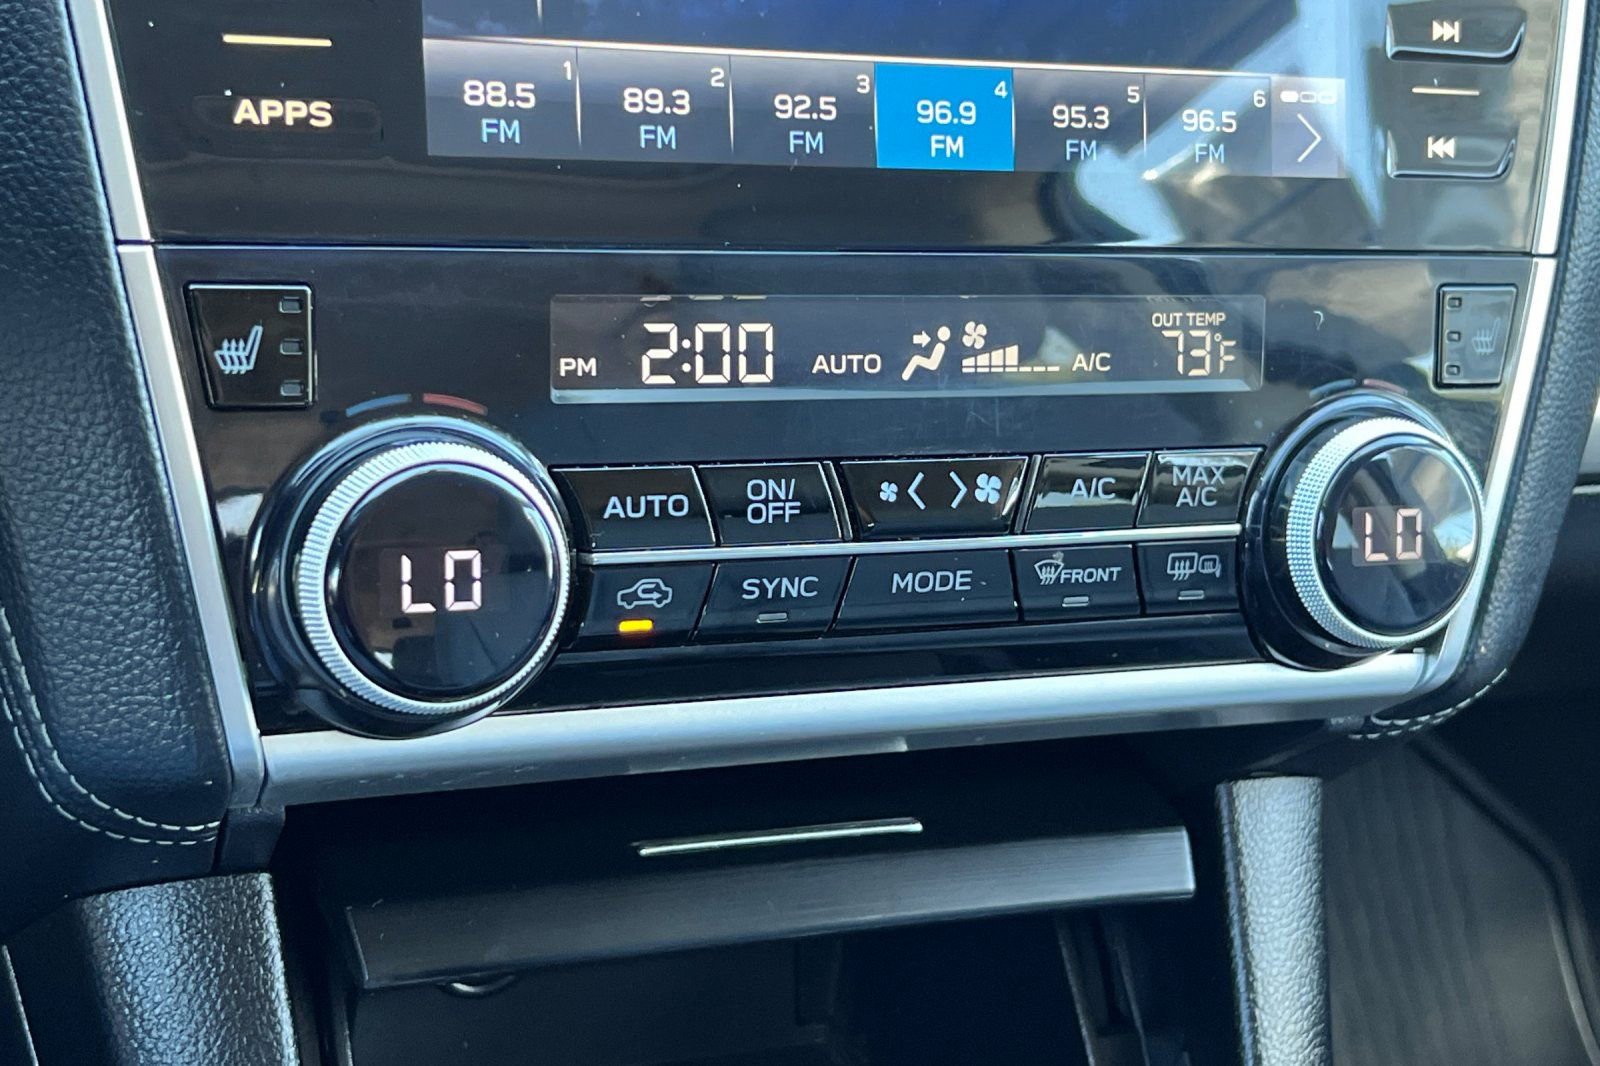 APPS
88.5 1
FM
89.3 2
FM
92.5 3
FM
96.9 4
FM
95.3 5
FM
96.5 6
FM
PM 2:00 AUTO A/C
OUT TEMP
73°F
LO
AUTO
ON/
OFF
A/C
MAX
A/C
SYNC
MODE
FRONT
LO